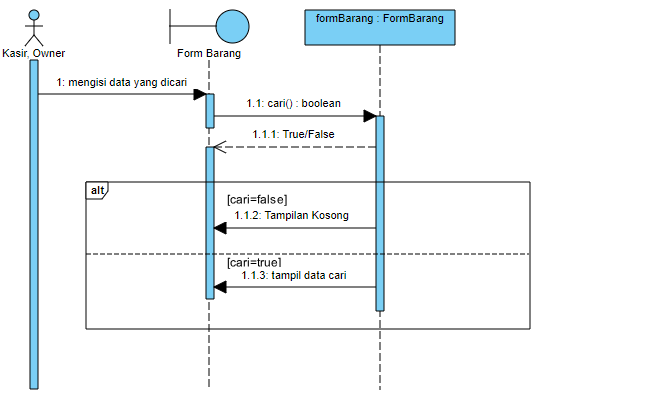 formBarang : FormBarang
Kasir, Owner
Form Barang
1: mengisi data yang dicari
1.1: cari() : boolean
1.1.1: True/False
alt
[cari=false]
1.1.2: Tampilan Kosong
[cari=true]
1.1.3: tampil data cari